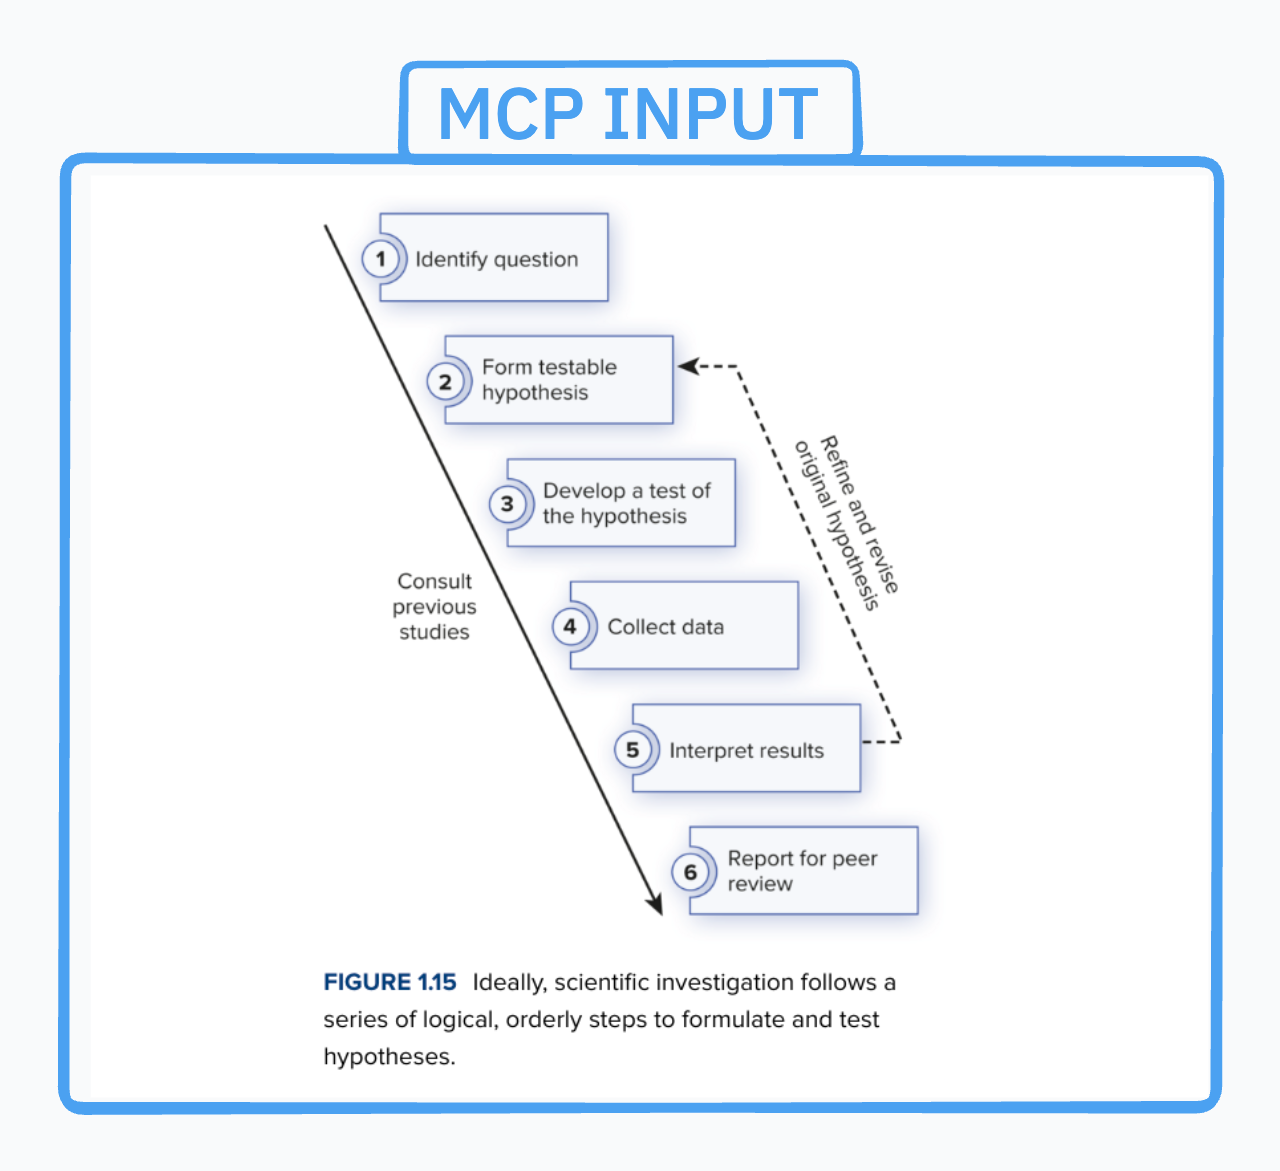 MCP INPUT
1 Identify question
2 Form testable
hypothesis
3 Develop a test of
the hypothesis
Refine and revise
original hypothesis
Consult
previous
studies
4 Collect data
5 Interpret results
6 Report for peer
review
FIGURE 1.15 Ideally, scientific investigation follows a
series of logical, orderly steps to formulate and test
hypotheses.